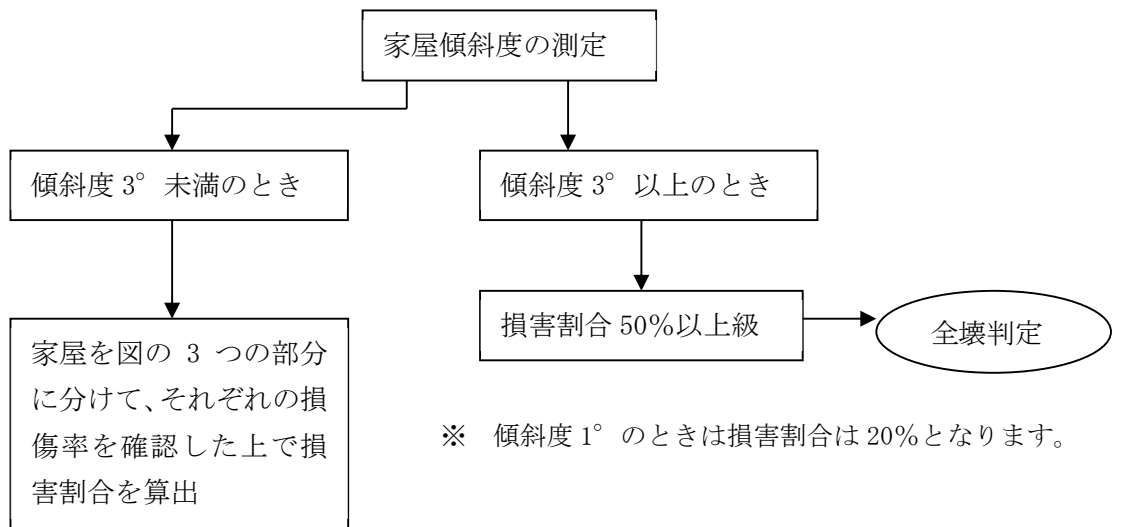 家屋傾斜度の測定
傾斜度3°未満のとき
傾斜度3°以上のとき
損害割合50％以上級
全壊判定
家屋を図の3つの部分
に分けて、それぞれの損
傷率を確認した上で損
害割合を算出
※　傾斜度1°のときは損害割合は20％となります。